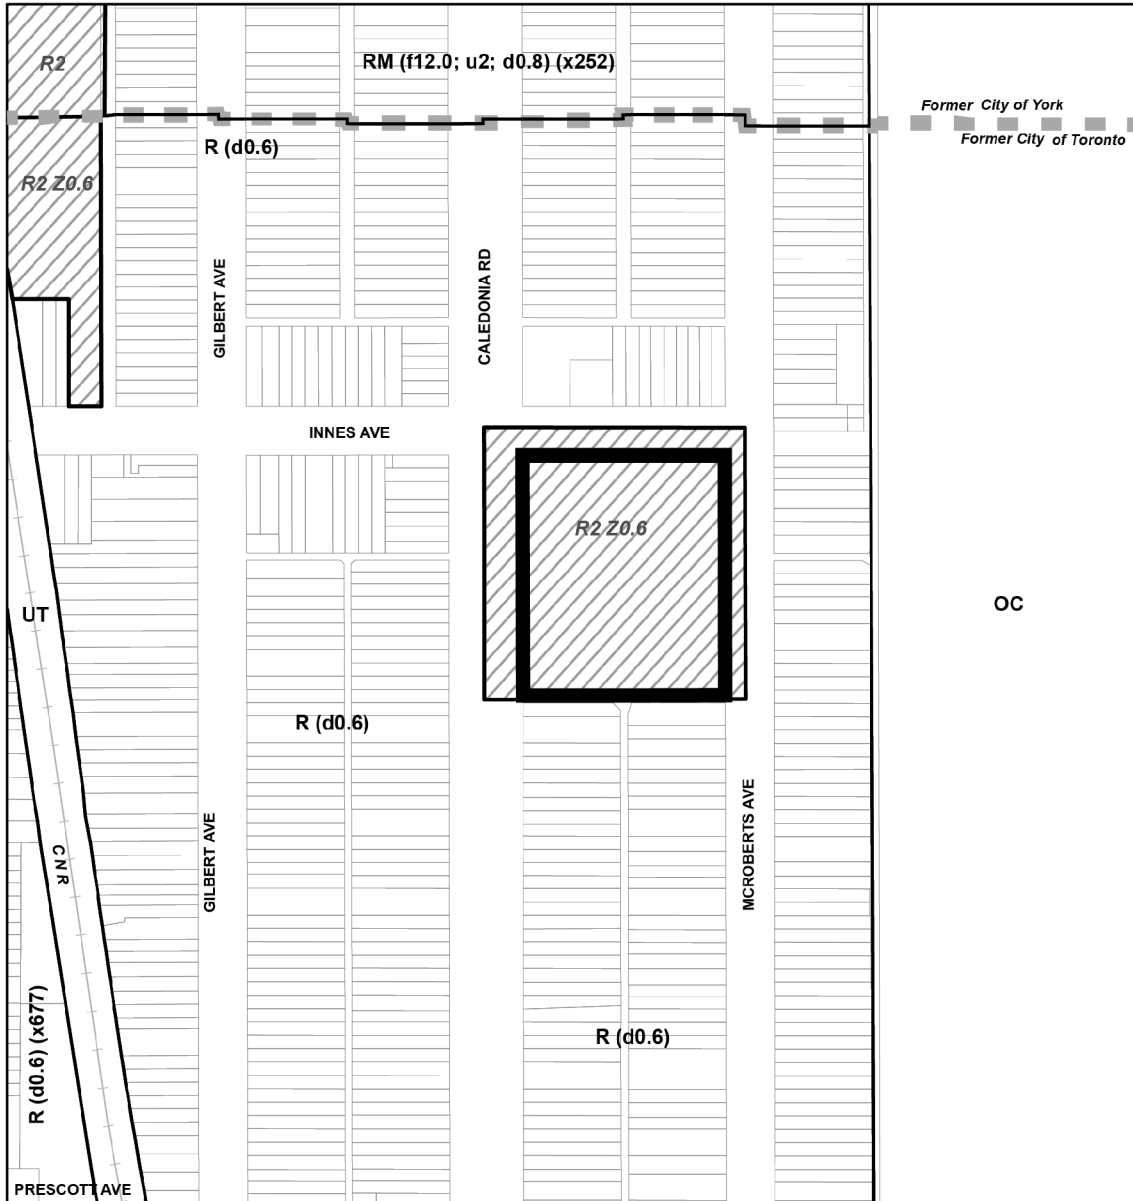 R2
RM (f12.0; u2; d0.8) (x252)
Former City of York
Former City of Toronto
R (d0.6)
R2 Z0.6
GILBERT AVE
CALEDONIA RD
INNES AVE
R2 Z0.6
UT
OC
R (d0.6)
GILBERT AVE
MCROBERTS AVE
CNR
R (d0.6) (x677)
R (d0.6)
PRESCOTT AVE